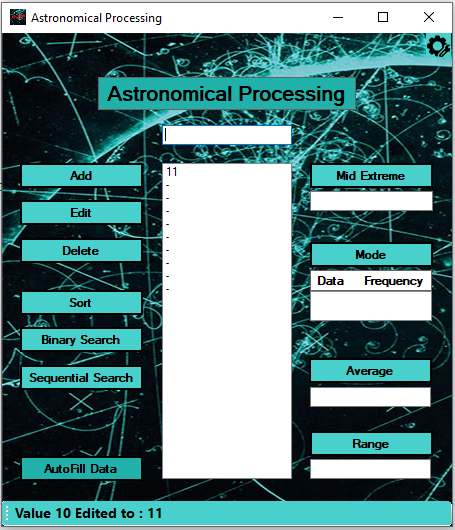 Astronomical Processing
Astronomical Processing
Add
Edit
Delete
Sort
Binary Search
Sequential Search
AutoFill Data
11
-
-
-
-
-
-
-
-
-
Mid Extreme
Mode
Data Frequency
Average
Range
Value 10 Edited to : 11